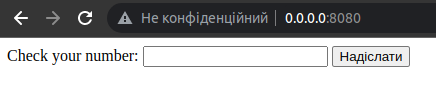 Не конфіденційний 0.0.0.0:8080
Check your number: Надіслати